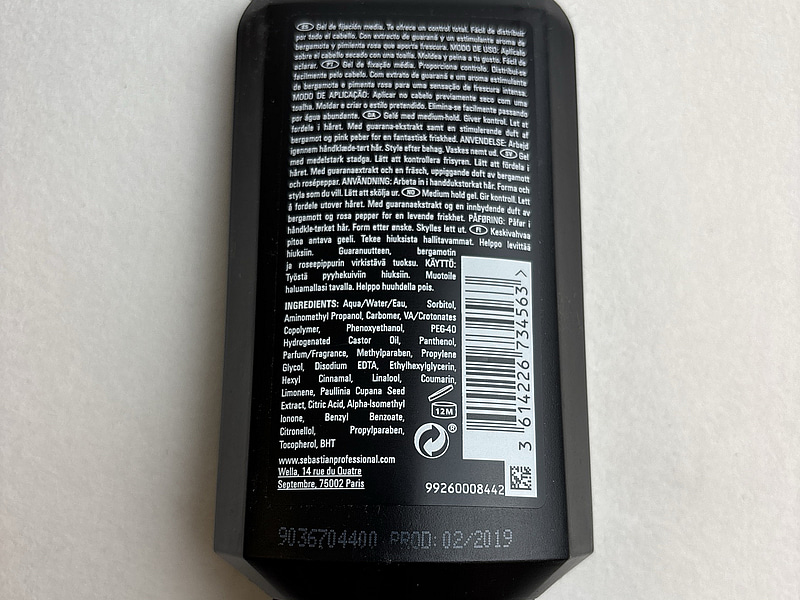 ES Gel de fijación media. Te ofrece un control total. Fácil de distribuir
por todo el cabello. Con extracto de guaraná y un estimulante aroma de
bergamota y pimienta rosa que aporta frescura. MODO DE USO: Aplícalo
sobre el cabello secado con una toalla. Moldea y peina a tu gusto. Fácil de
aclarar. PT Gel de fixação média. Proporciona controlo. Distribui-se
facilmente pelo cabelo. Com extrato de guaraná e um aroma estimulante
de bergamota e pimenta rosa para uma sensação de frescura intensa.
MODO DE APLICAÇÃO: Aplicar no cabelo previamente seco com uma
toalha. Moldar e criar o estilo pretendido. Elimina-se facilmente passando
por água abundante. DA Gelé med medium-hold. Giver kontrol. Let at
fordele i håret. Med guarana-ekstrakt samt en stimulerende duft af
bergamot og pink peber for en fantastisk friskhed. ANVENDELSE: Arbejd
igennem håndklæde-tørt hår. Style efter behag. Vaskes nemt ud. SV Gel
med medelstark stadga. Lätt att kontrollera frisyren. Lätt att fördela i
håret. Med guaranaextrakt och en fräsch, uppiggande duft av bergamott
och rosépeppar. ANVÄNDNING: Arbeta in i handdukstorkat hår. Forma och
styla som du vill. Lätt att skölja ur. NO Medium hold gel. Gir kontroll. Lett
å fordele utover håret. Med guaranaekstrakt og en innbydende duft av
bergamott og rosa pepper for en levende friskhet. PÅFØRING: Påfør i
håndkle-tørket hår. Form etter ønske. Skylles lett ut. FI Keskivahvaa
pitoa antava geeli. Tekee hiuksista hallitavammat. Helppo levittää
hiuksiin. Guaranuutteen, bergamotin
ja roseepippurin virkistävä tuoksu. KÄYTTÖ:
Työstä pyyhekuiviin hiuksiin. Muotoile
haluamallasi tavalla. Helppo huuhdella pois.
INGREDIENTS: Aqua/Water/Eau, Sorbitol,
Aminomethyl Propanol, Carbomer, VA/Crotonates
Copolymer, Phenoxyethanol, PEG-40
Hydrogenated Castor Oil, Panthenol,
Parfum/Fragrance, Methylparaben, Propylene
Glycol, Disodium EDTA, Ethylhexylglycerin,
Hexyl Cinnamal, Linalool, Coumarin,
Limonene, Paullinia Cupana Seed
Extract, Citric Acid, Alpha-Isomethyl
Ionone, Benzyl Benzoate,
Citronellol, Propylparaben,
Tocopherol, BHT
12M
®
3 614226 734563 >
www.sebastianprofessional.com
Wella, 14 rue du Quatre
Septembre, 75002 Paris
99260008442
9036704400 PROD:02/2019